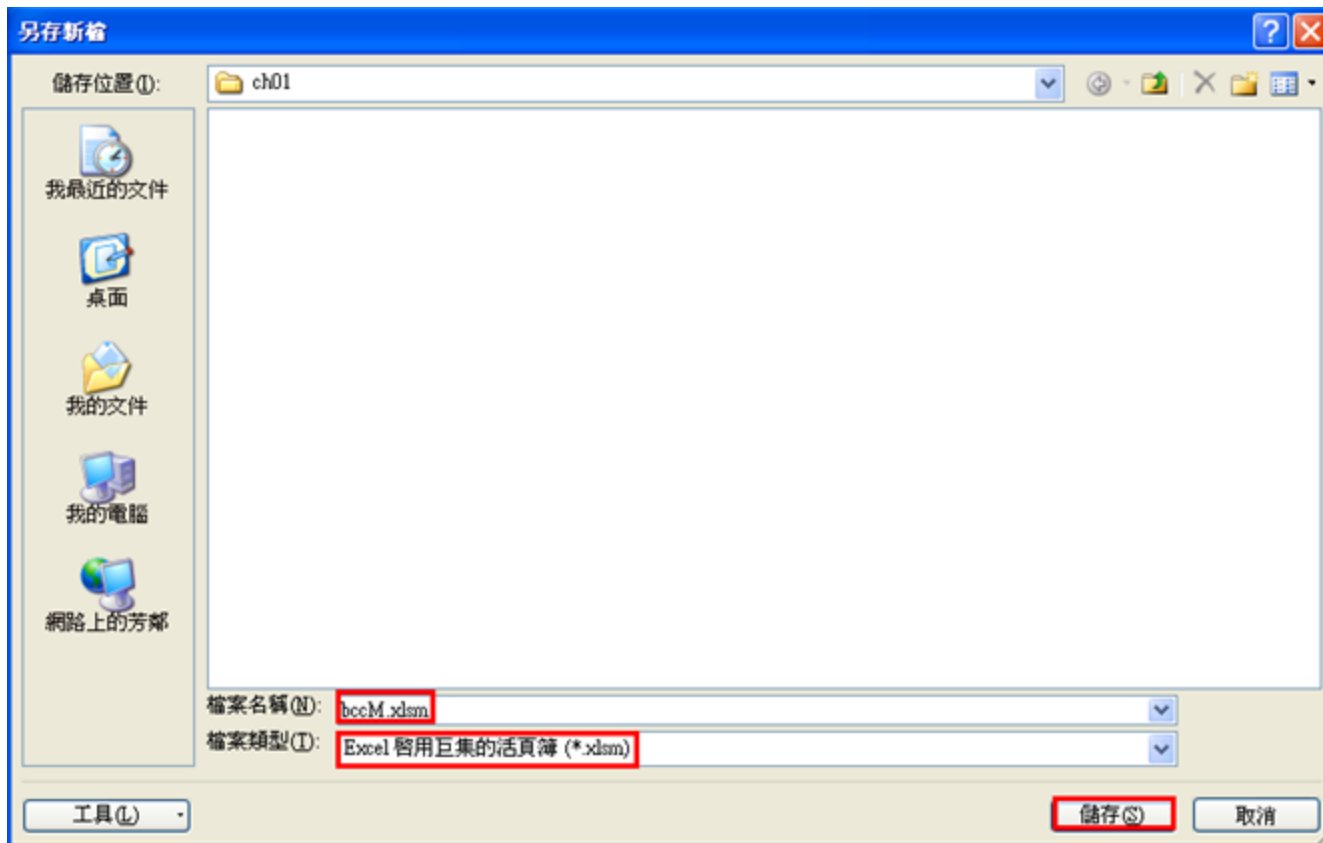 另存新檔
儲存位置(I):
ch01
我最近的文件
桌面
我的文件
我的電腦
網路上的芳鄰
檔案名稱(N):
bccM.xlsm
檔案類型(T):
Excel 啓用巨集的活頁簿 (*.xlsm)
工具(L)
儲存(S)
取消